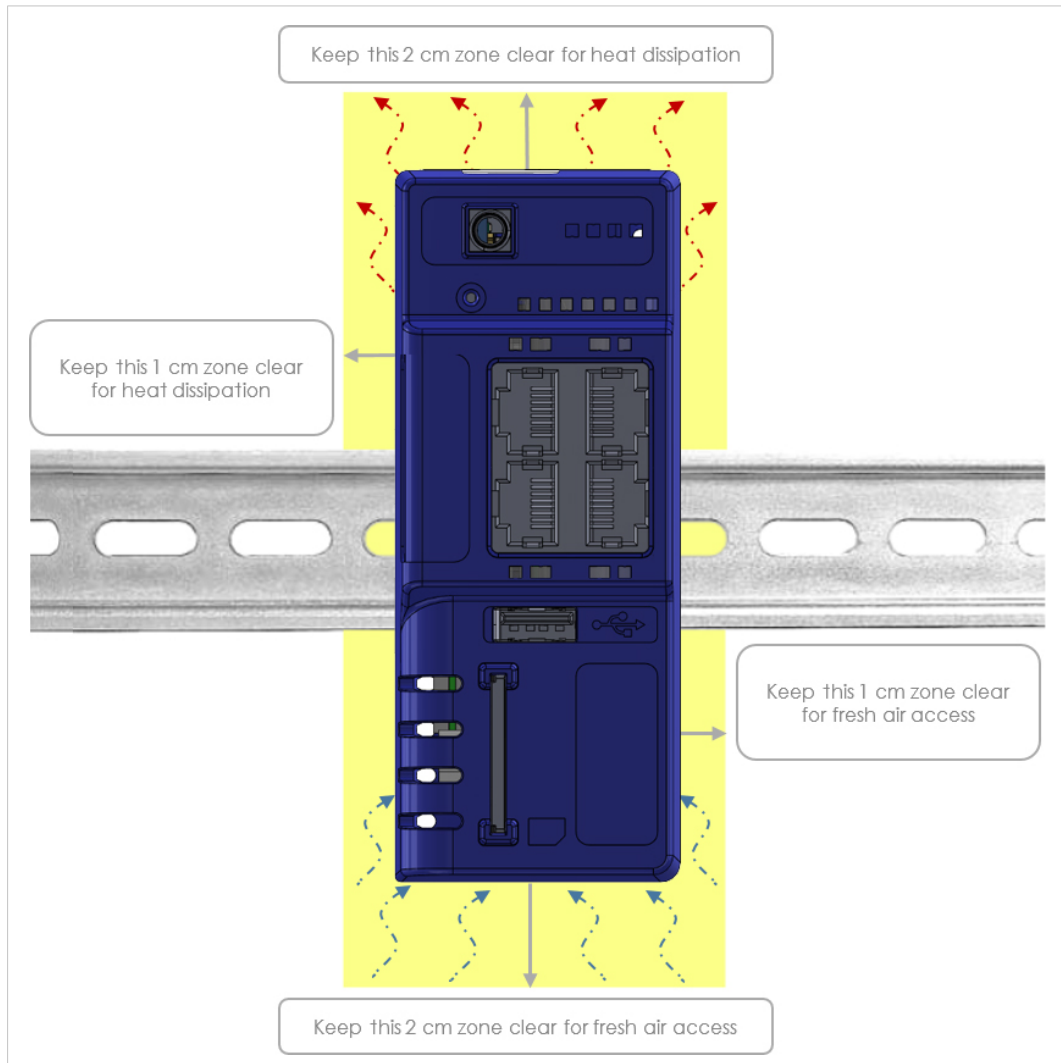 Keep this 2 cm zone clear for heat dissipation
Keep this 1 cm zone clear
for heat dissipation
Keep this 1 cm zone clear
for fresh air access
Keep this 2 cm zone clear for fresh air access